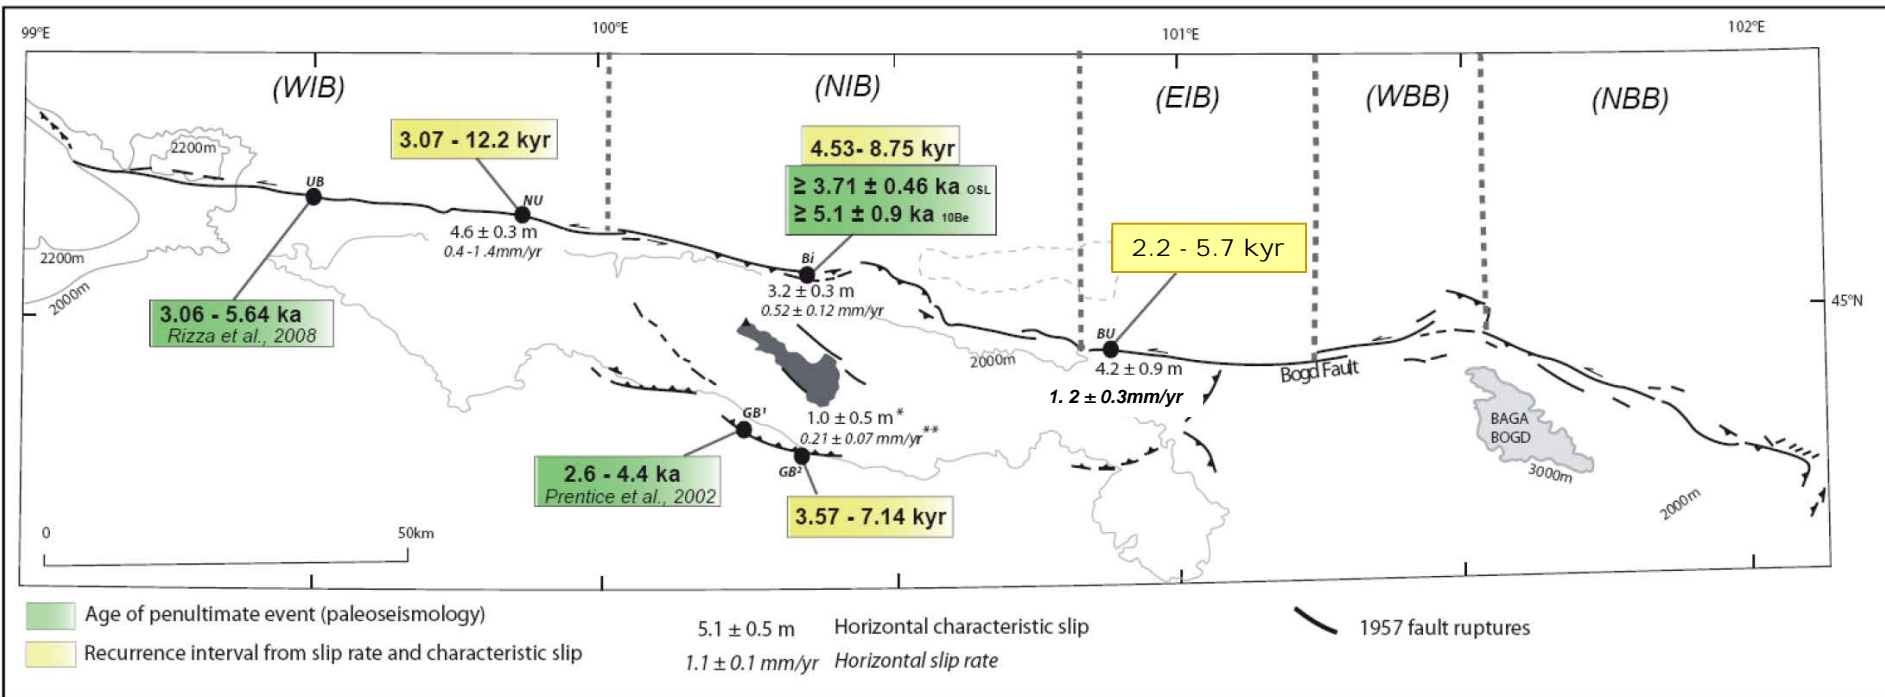 99°E
100°E
101°E
102°E
(WIB)
(NIB)
(EIB)
(WBB)
(NBB)
2200m
3.07 - 12.2 kyr
4.53- 8.75 kyr
≥ 3.71 ± 0.46 ka OSL
≥ 5.1 ± 0.9 ka 10Be
UB
NU
4.6 ± 0.3 m
0.4 -1.4mm/yr
Bi
3.2 ± 0.3 m
0.52 ± 0.12 mm/yr
2.2 - 5.7 kyr
2200m
2000m
45°N
3.06 - 5.64 ka
Rizza et al., 2008
BU
4.2 ± 0.9 m
1. 2 ± 0.3mm/yr
2000m
Bogd Fault
GB¹
1.0 ± 0.5 m*
0.21 ± 0.07 mm/yr**
GB²
BAGA
BOGD
3000m
2000m
2.6 - 4.4 ka
Prentice et al., 2002
3.57 - 7.14 kyr
0
50km
Age of penultimate event (paleoseismology)
Recurrence interval from slip rate and characteristic slip
5.1 ± 0.5 m Horizontal characteristic slip
1.1 ± 0.1 mm/yr Horizontal slip rate
1957 fault ruptures